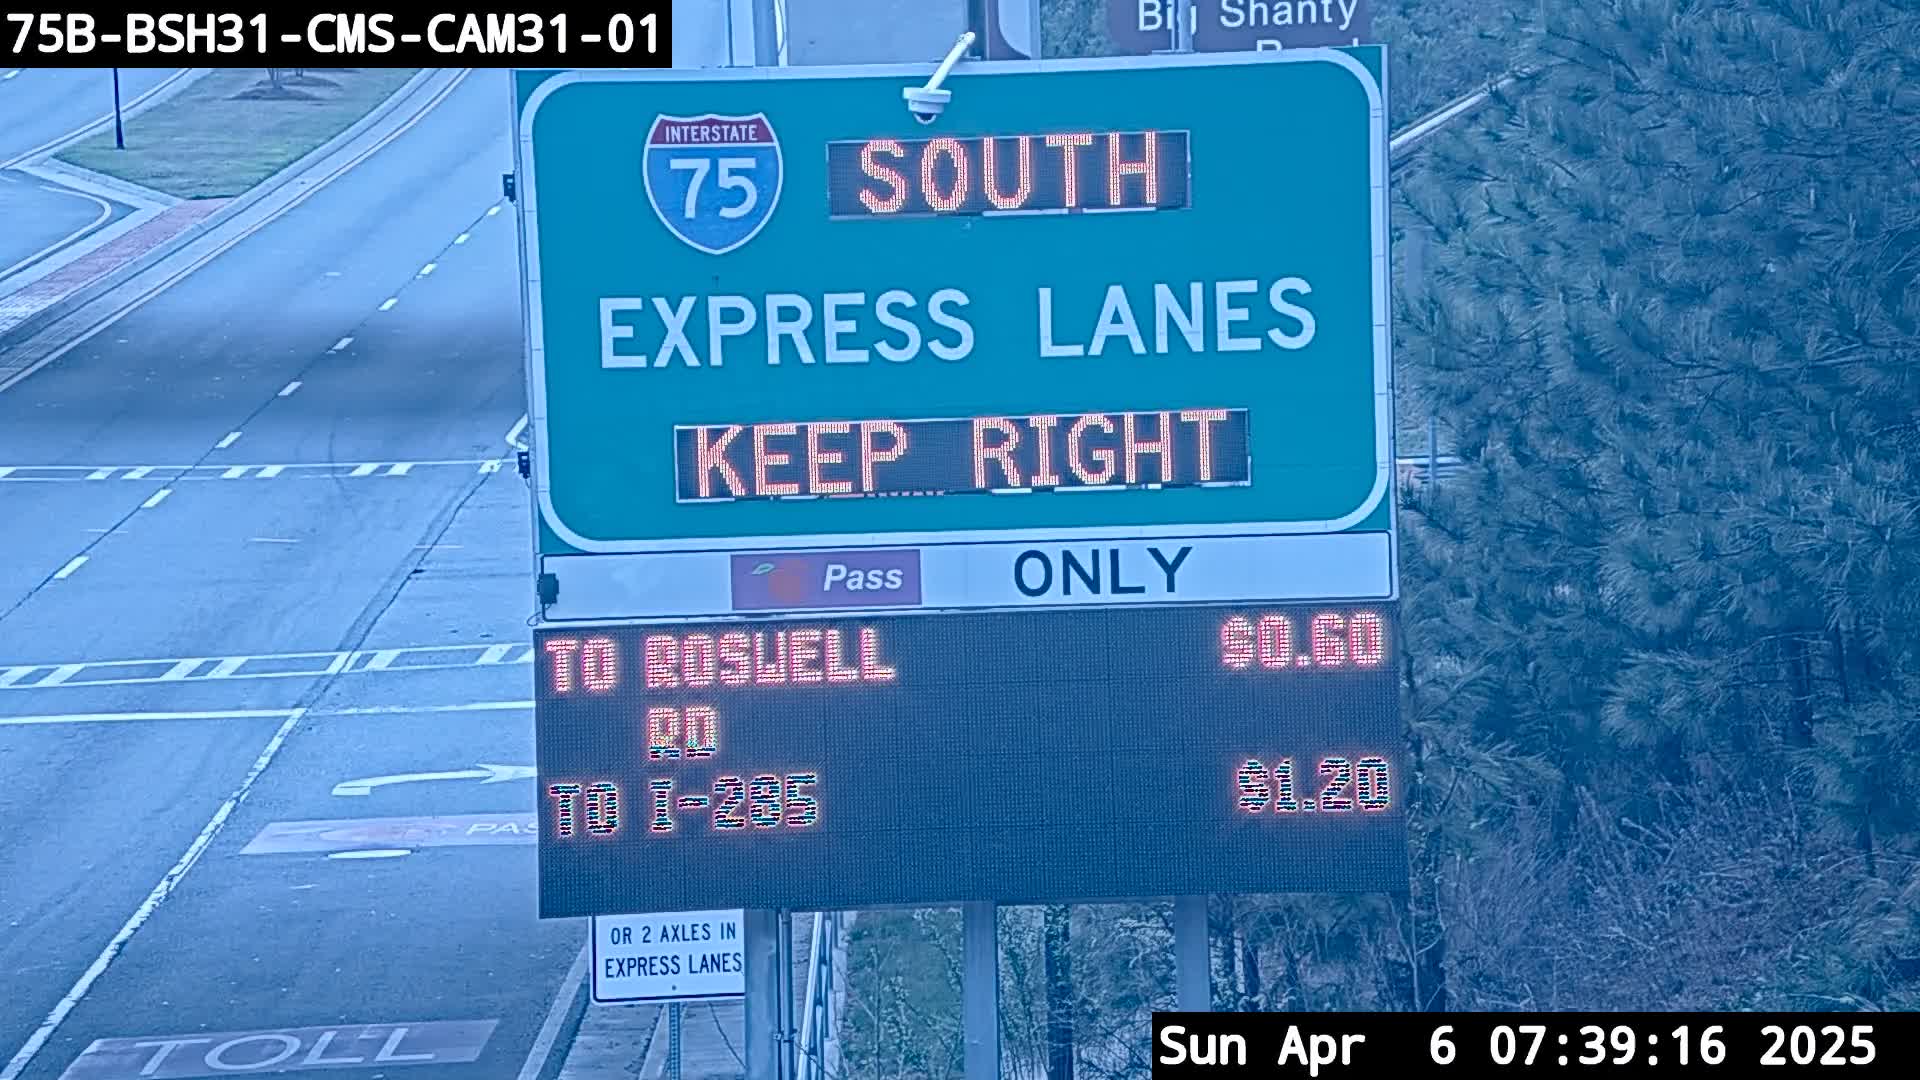 75B-BSH31-CMS-CAM31-01
Big Shanty
INTERSTATE
75
SOUTH
EXPRESS LANES
KEEP RIGHT
Pass ONLY
TO ROSWELL $0.60
RD
TO I-285 $1.20
OR 2 AXLES IN
EXPRESS LANES
TOLL
Sun Apr 6 07:39:16 2025